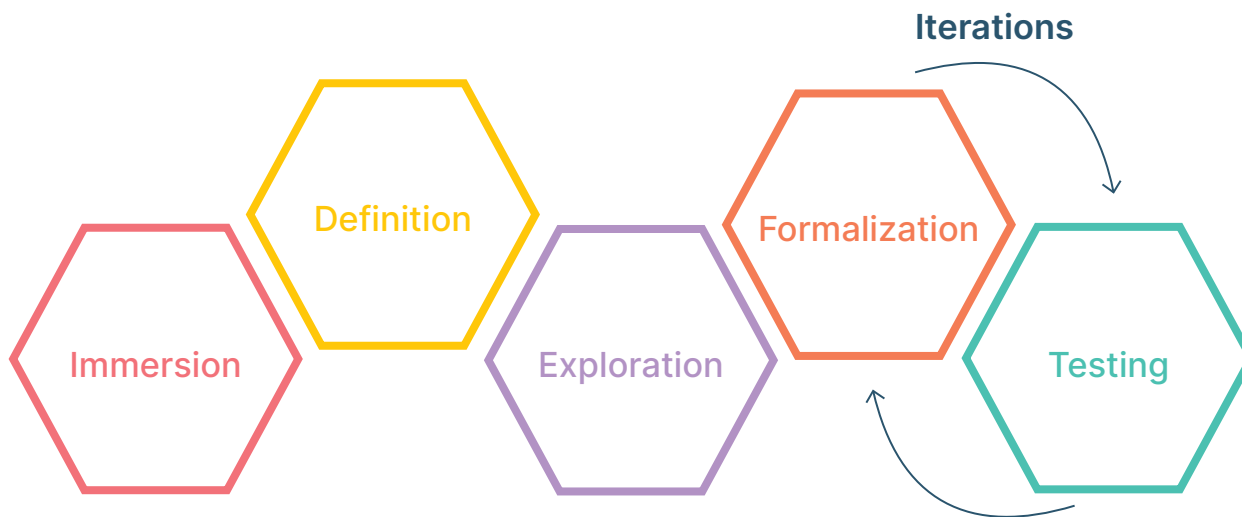 Iterations
Definition
Formalization
Immersion
Exploration
Testing